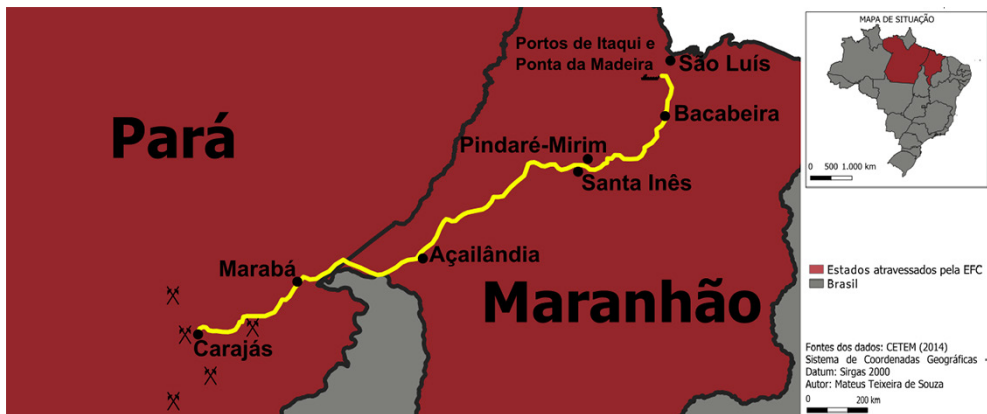 Portos de Itaqui e
Ponta da Madeira
São Luís
Bacabeira
Pará
Pindaré-Mirim
Santa Inês
Açailândia
Marabá
Maranhão
Carajás
MAPA DE SITUAÇÃO
0 500 1.000 km
Estados atravessados pela EFC
Brasil
Fontes dos dados: CETEM (2014)
Sistema de Coordenadas Geográficas -
Datum: Sirgas 2000
Autor: Mateus Teixeira de Souza
0 200 km